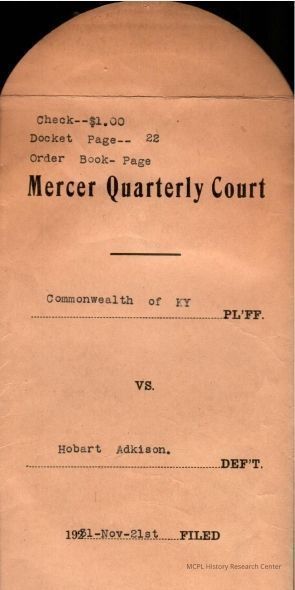 Check--$1.00
Docket Page-- 22
Order Book- Page
Mercer Quarterly Court
Commonwealth of KY
PL'FF.
VS.
Hobart Adkison.
DEF'T.
1921-Nov-21st FILED
MCPL History Research Center